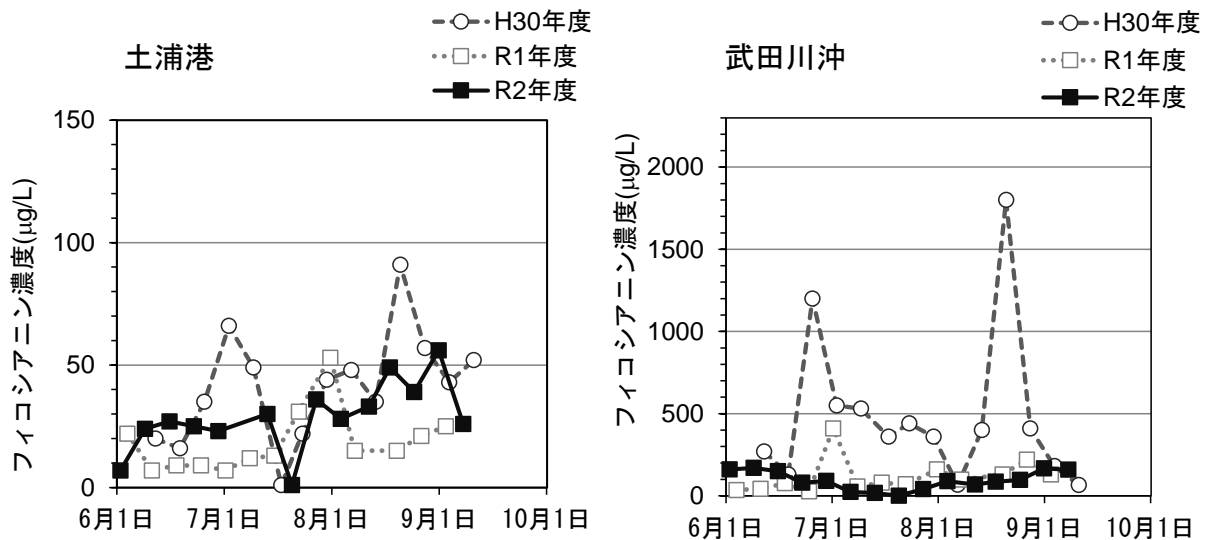 土浦港
H30年度
R1年度
R2年度
フィコシアニン濃度(μg/L)
150
100
50
0
6月1日 7月1日 8月1日 9月1日 10月1日
武田川沖
H30年度
R1年度
R2年度
フィコシアニン濃度(μg/L)
2000
1500
1000
500
0
6月1日 7月1日 8月1日 9月1日 10月1日